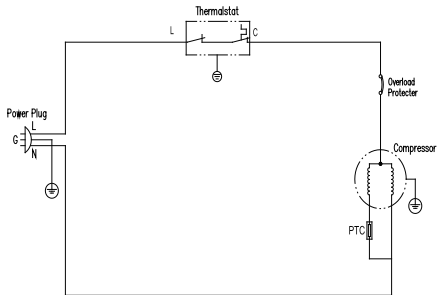 Thermalstat
L
C
Overload
Protecter
Power Plug
L
G
N
Compressor
PTC